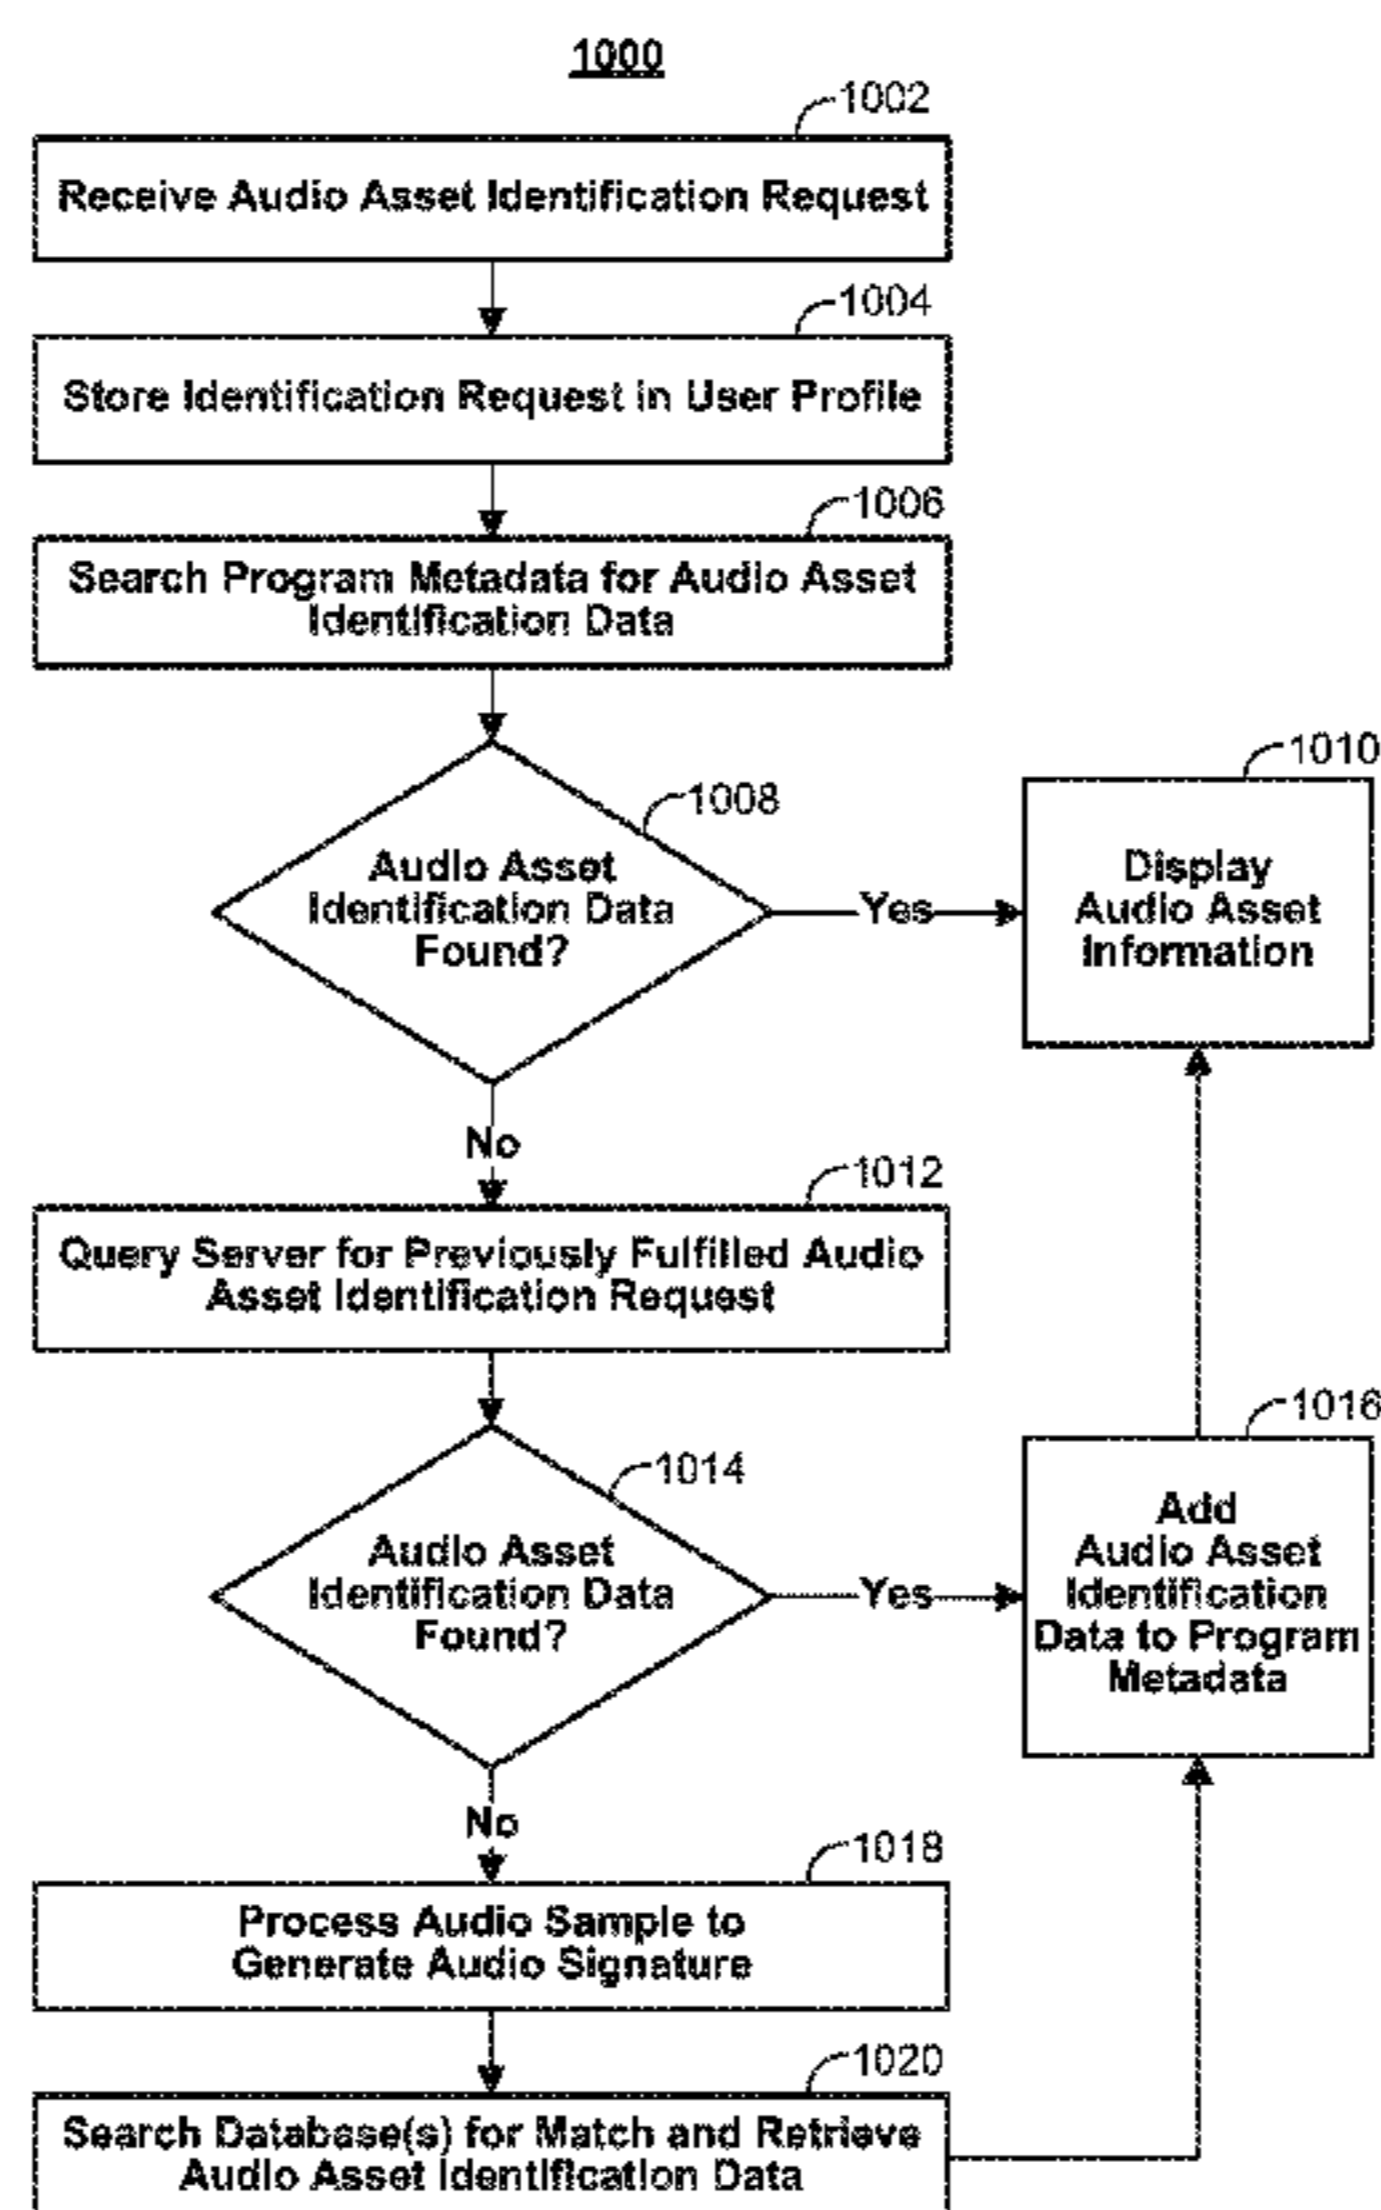 1000
1002
Receive Audio Asset Identification Request
1004
Store Identification Request in User Profile
1006
Search Program Metadata for Audio Asset
Identification Data
1008
Audio Asset
Identification Data
Found?
Yes
1010
Display
Audio Asset
Information
No
1012
Query Server for Previously Fulfilled Audio
Asset Identification Request
1014
Audio Asset
Identification Data
Found?
Yes
1016
Add
Audio Asset
Identification
Data to Program
Metadata
No
1018
Process Audio Sample to
Generate Audio Signature
1020
Search Database(s) for Match and Retrieve
Audio Asset Identification Data